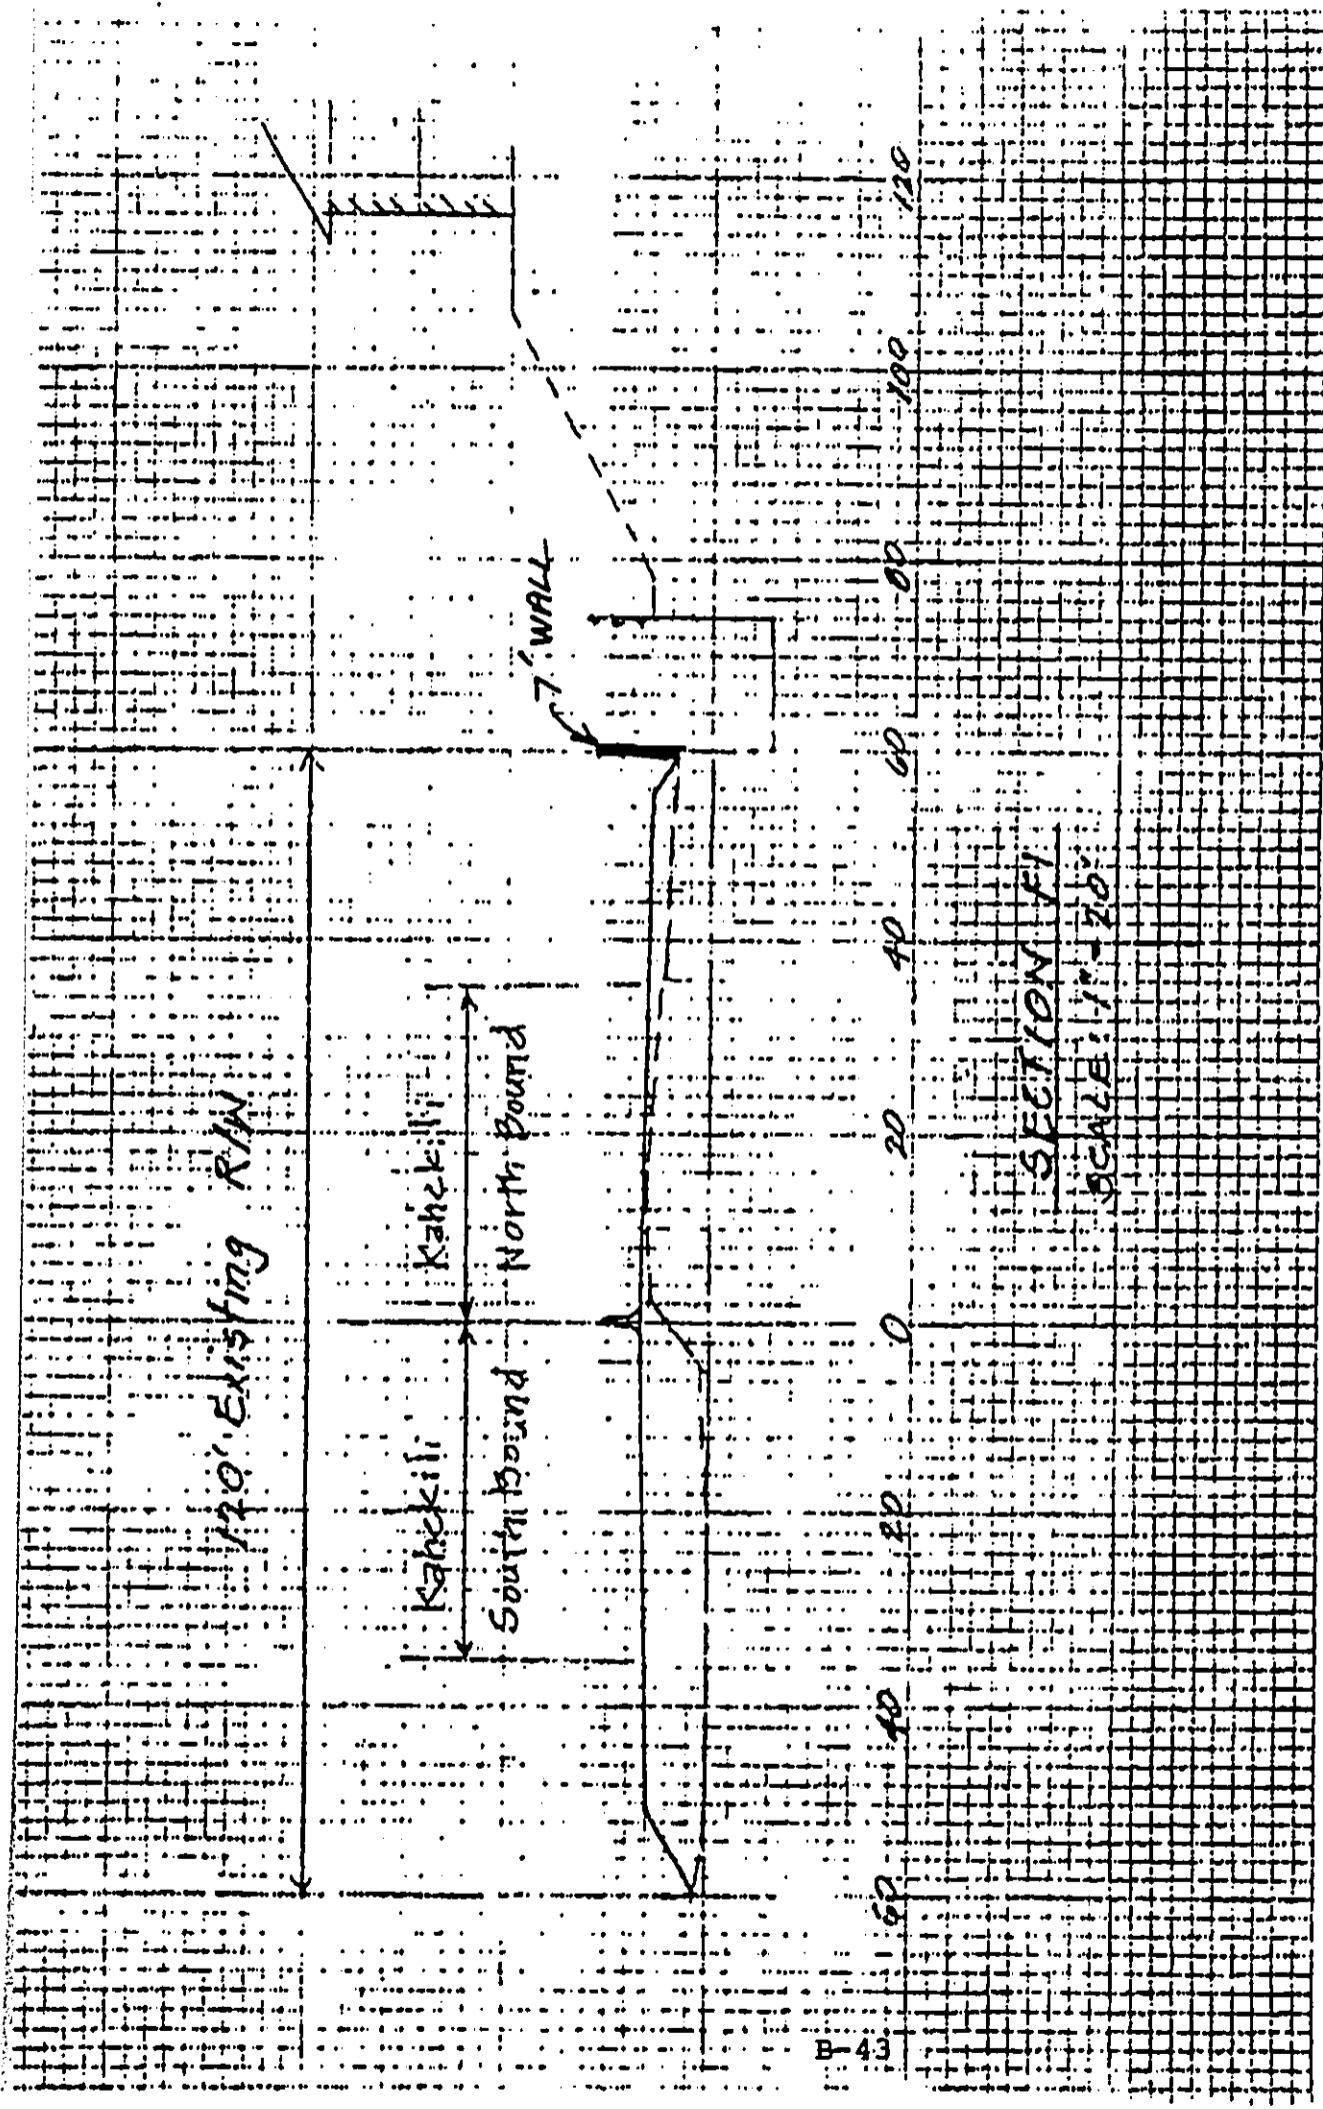 120' Existing R/W
Kahekili Kahekili
South Bound North Bound
7' WALL
60 40 20 0 20 40 60 80 100 120
SECTION F1
SCALE: 1" = 20'
B-43